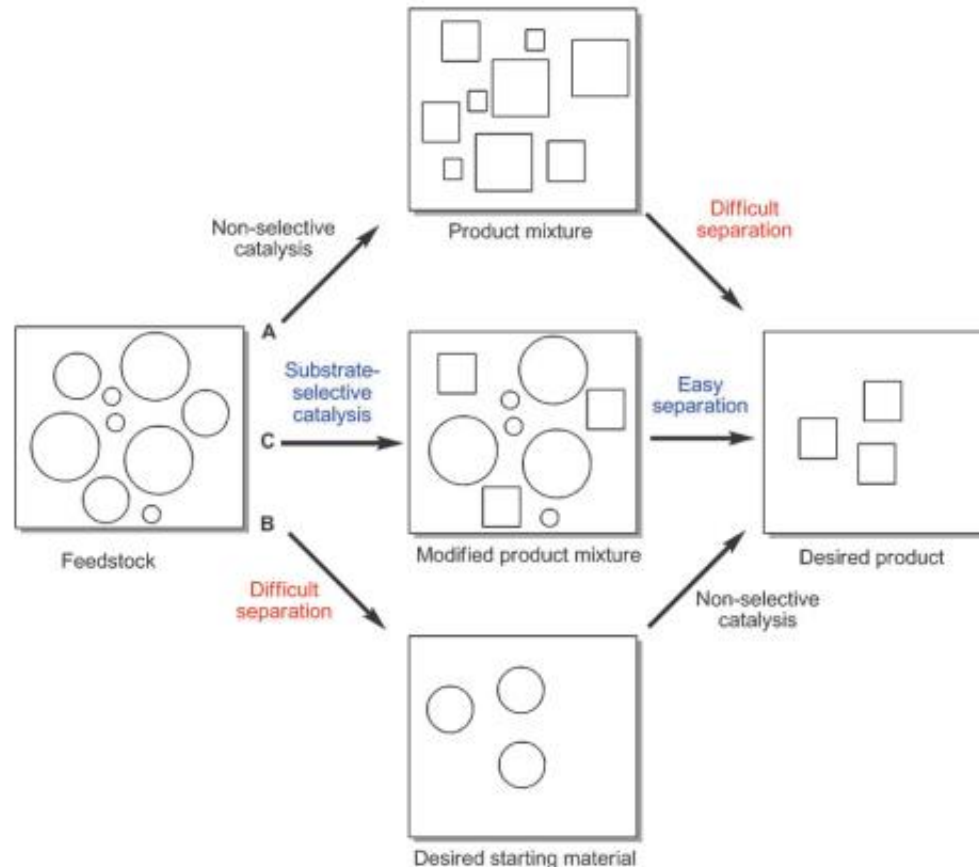 Product mixture
Non-selective
catalysis
Difficult
separation
A
Substrate-
selective
catalysis
C
Easy
separation
B
Feedstock
Modified product mixture
Desired product
Difficult
separation
Non-selective
catalysis
Desired starting material